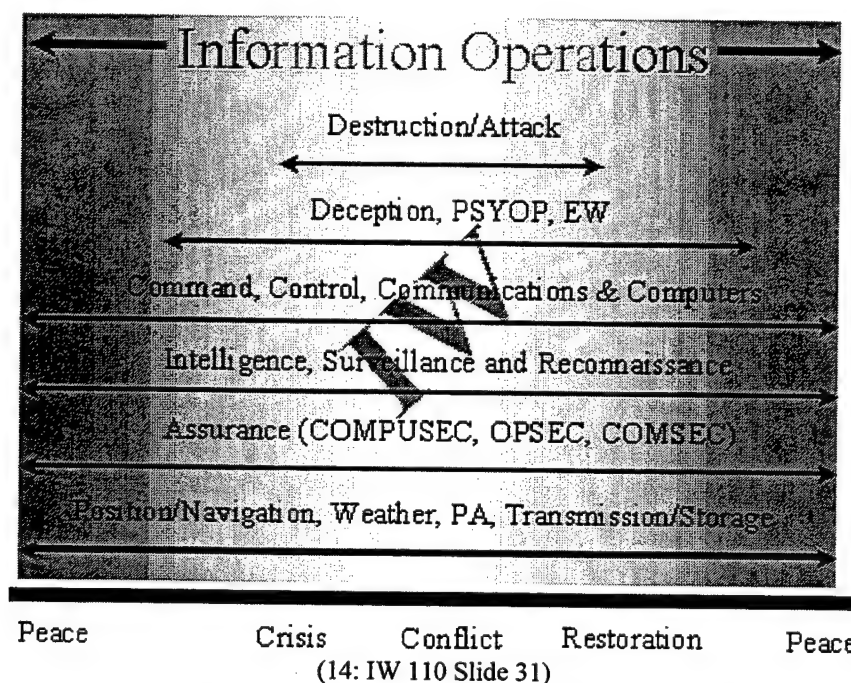 Information Operations
Destruction/Attack
Deception, PSYOP, EW
Command, Control, Communications & Computers
Intelligence, Surveillance and Reconnaissance
Assurance (COMPUSEC, OPSEC, COMSEC)
Position/Navigation, Weather, PA, Transmission/Storage
IW
Peace Crisis Conflict Restoration Peace
(14: IW 110 Slide 31)